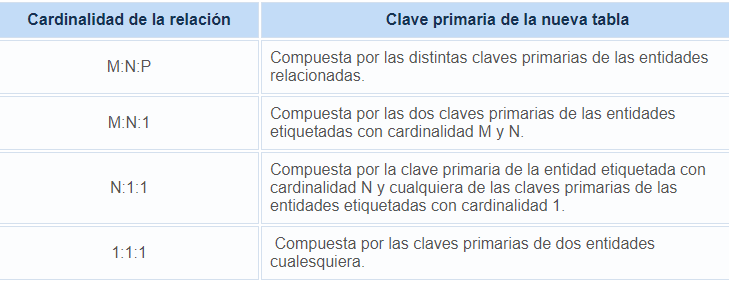 Cardinalidad de la relación
Clave primaria de la nueva tabla
M:N:P
Compuesta por las distintas claves primarias de las entidades
relacionadas.
M:N:1
Compuesta por las dos claves primarias de las entidades
etiquetadas con cardinalidad M y N.
N:1:1
Compuesta por la clave primaria de la entidad etiquetada con
cardinalidad N y cualquiera de las claves primarias de las
entidades etiquetadas con cardinalidad 1.
1:1:1
Compuesta por las claves primarias de dos entidades
cualesquiera.